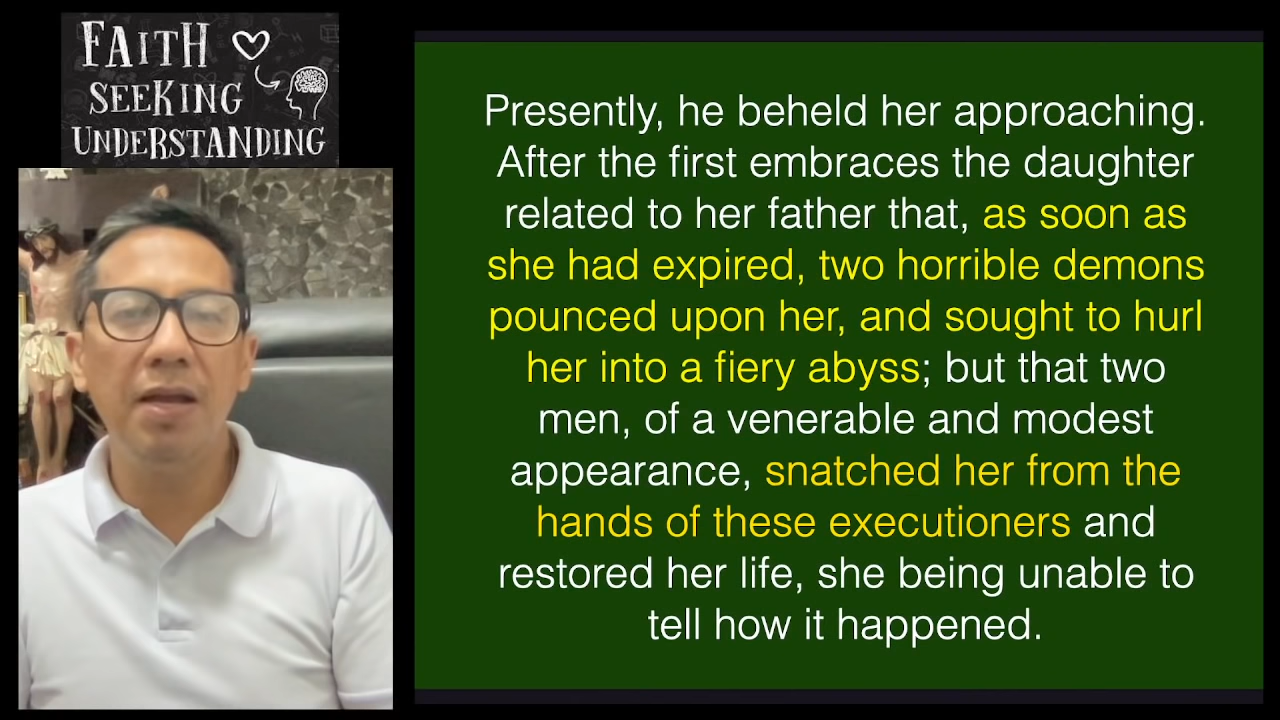 FAITH
SEEKING
UNDERSTANDING
Presently, he beheld her approaching.
After the first embraces the daughter
related to her father that, as soon as
she had expired, two horrible demons
pounced upon her, and sought to hurl
her into a fiery abyss; but that two
men, of a venerable and modest
appearance, snatched her from the
hands of these executioners and
restored her life, she being unable to
tell how it happened.